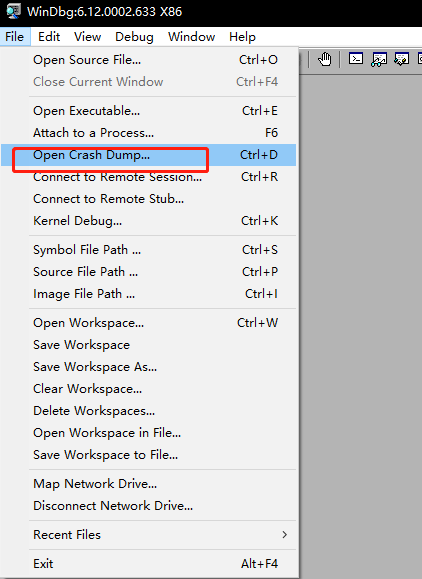 WinDbg:6.12.0002.633 X86
File Edit View Debug Window Help
Open Source File... Ctrl+O
Close Current Window Ctrl+F4
Open Executable... Ctrl+E
Attach to a Process... F6
Open Crash Dump... Ctrl+D
Connect to Remote Session... Ctrl+R
Connect to Remote Stub...
Kernel Debug... Ctrl+K
Symbol File Path ... Ctrl+S
Source File Path ... Ctrl+P
Image File Path ... Ctrl+I
Open Workspace... Ctrl+W
Save Workspace
Save Workspace As...
Clear Workspace...
Delete Workspaces...
Open Workspace in File...
Save Workspace to File...
Map Network Drive...
Disconnect Network Drive...
Recent Files
Exit Alt+F4